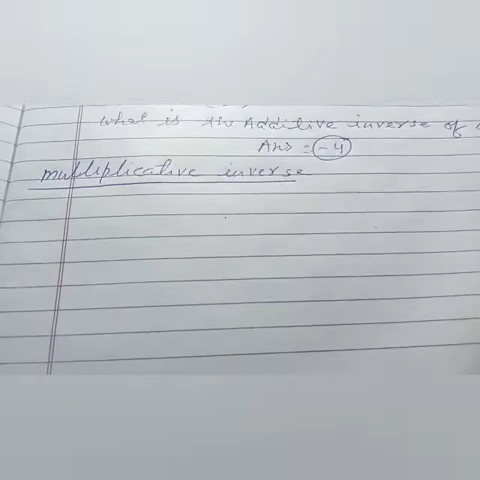 what is the Additive inverse of
Ans = -4
multiplicative inverse